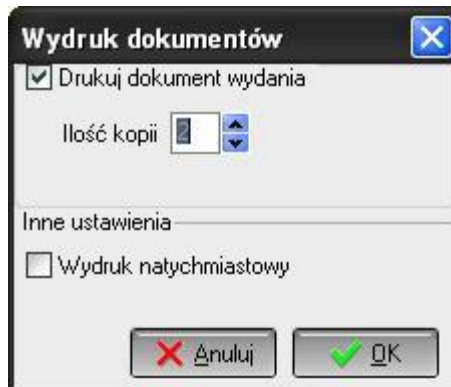 Wydruk dokumentów
Drukuj dokument wydania
Ilość kopii 2
Inne ustawienia
Wydruk natychmiastowy
Anuluj OK